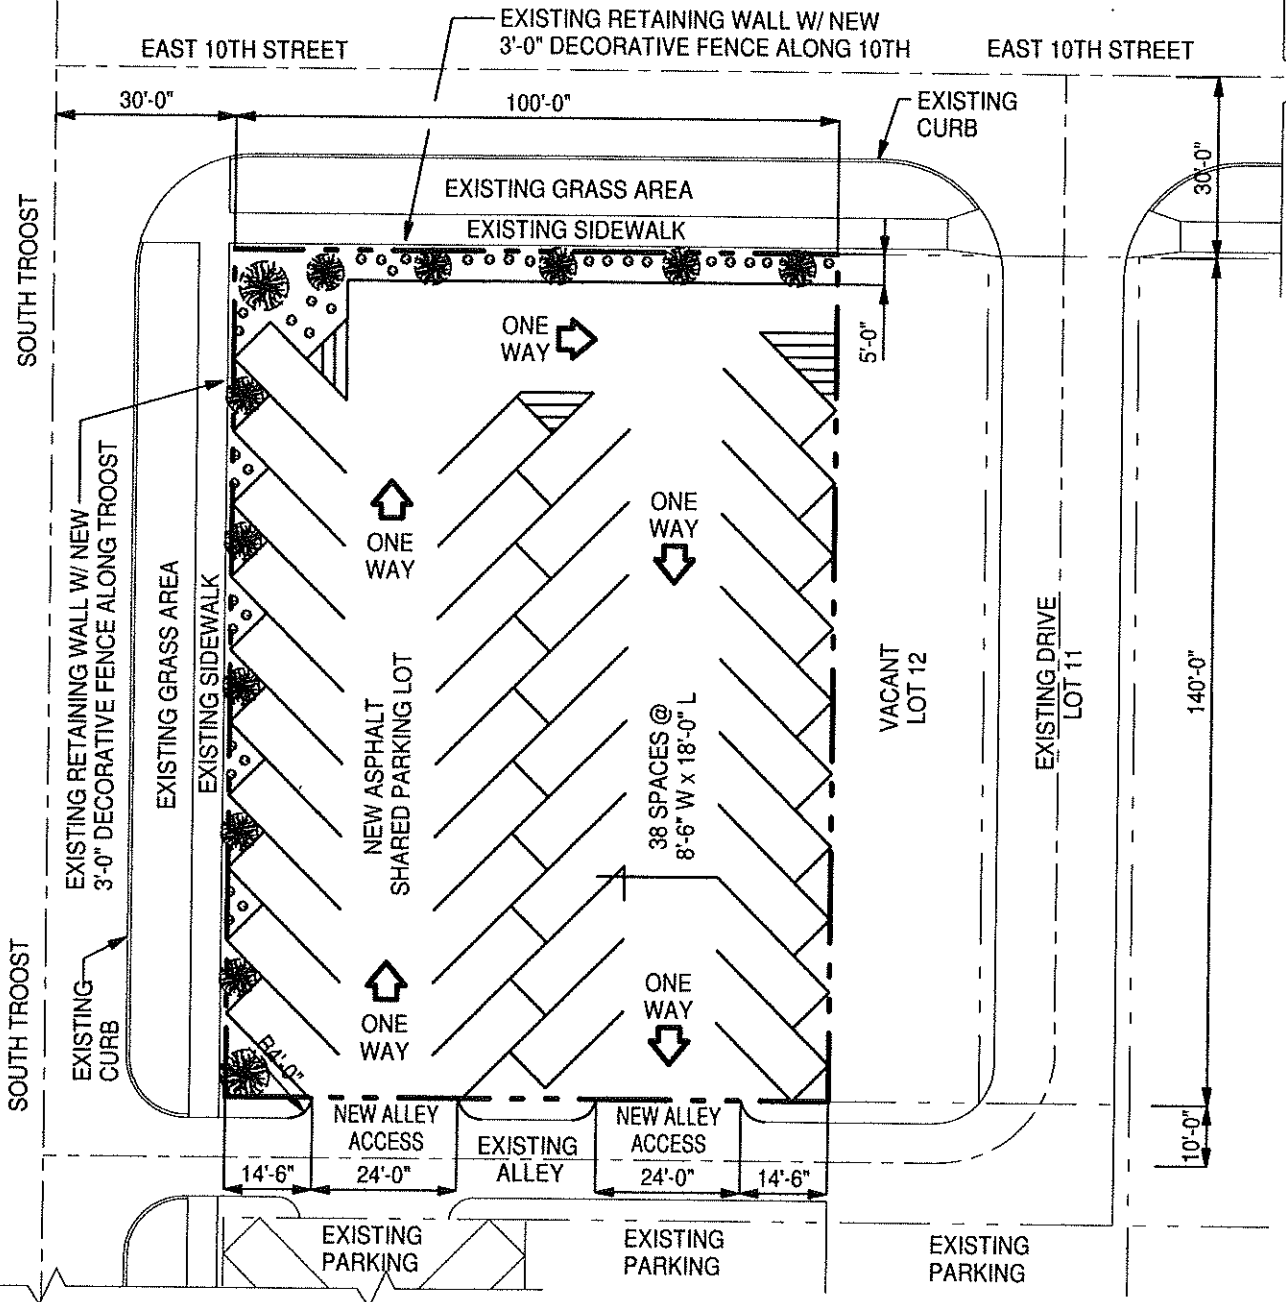 EXISTING RETAINING WALL W/ NEW
3'-0" DECORATIVE FENCE ALONG 10TH
EAST 10TH STREET
EAST 10TH STREET
30'-0"
100'-0"
EXISTING
CURB
30'-0"
EXISTING GRASS AREA
EXISTING SIDEWALK
SOUTH TROOST
ONE
WAY
5'-0"
EXISTING RETAINING WALL W/ NEW
3'-0" DECORATIVE FENCE ALONG TROOST
EXISTING GRASS AREA
EXISTING SIDEWALK
ONE
WAY
ONE
WAY
NEW ASPHALT
SHARED PARKING LOT
38 SPACES @
8'-6" W x 18'-0" L
VACANT
LOT 12
EXISTING DRIVE
LOT 11
140'-0"
SOUTH TROOST
EXISTING
CURB
ONE
WAY
ONE
WAY
R4'-0"
NEW ALLEY
ACCESS
EXISTING
ALLEY
NEW ALLEY
ACCESS
10'-0"
14'-6"
24'-0"
24'-0"
14'-6"
EXISTING
PARKING
EXISTING
PARKING
EXISTING
PARKING